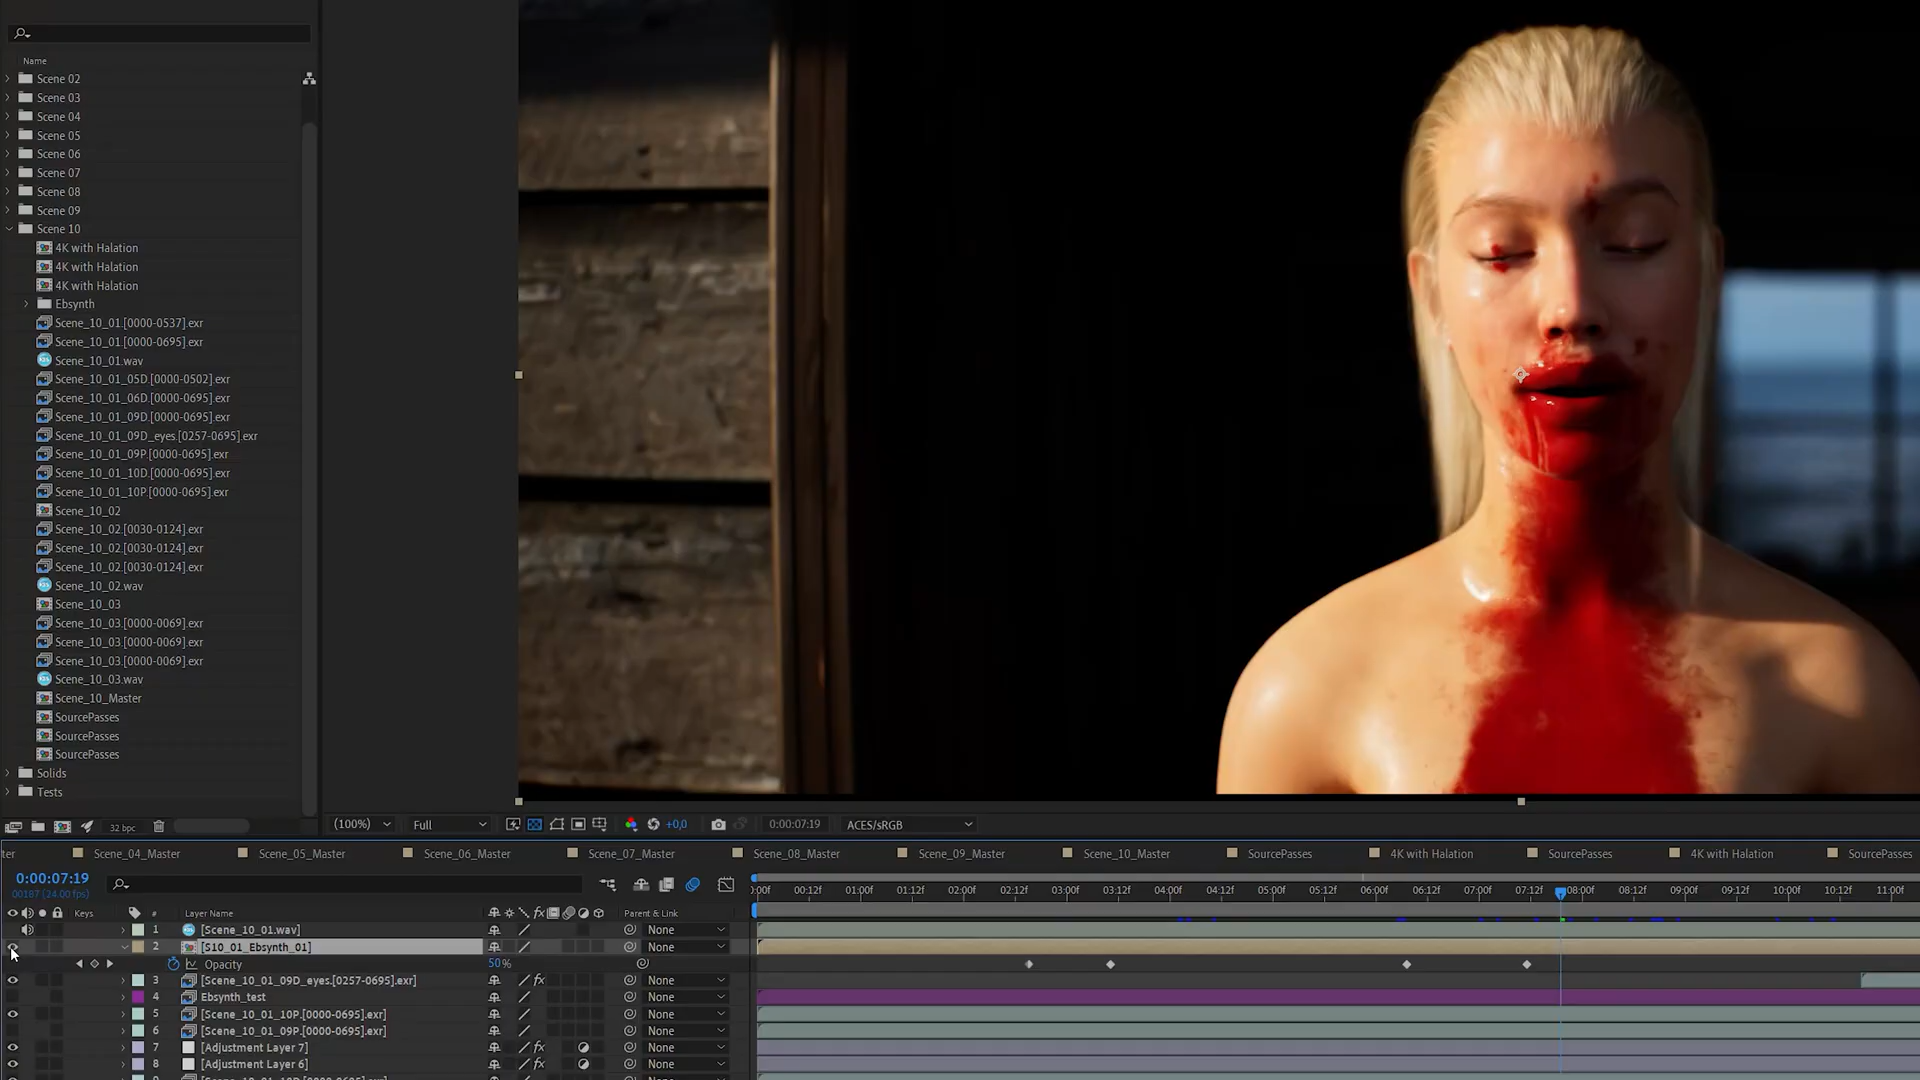 Name
Scene 02
Scene 03
Scene 04
Scene 05
Scene 06
Scene 07
Scene 08
Scene 09
Scene 10
4K with Halation
4K with Halation
4K with Halation
Ebsynth
Scene_10_01.[0000-0537].exr
Scene_10_01.[0000-0695].exr
Scene_10_01.wav
Scene_10_01_05D.[0000-0502].exr
Scene_10_01_06D.[0000-0695].exr
Scene_10_01_09D.[0000-0695].exr
Scene_10_01_09D_eyes.[0257-0695].exr
Scene_10_01_09P.[0000-0695].exr
Scene_10_01_10D.[0000-0695].exr
Scene_10_01_10P.[0000-0695].exr
Scene_10_02
Scene_10_02.[0030-0124].exr
Scene_10_02.[0030-0124].exr
Scene_10_02.[0030-0124].exr
Scene_10_02.wav
Scene_10_03
Scene_10_03.[0000-0069].exr
Scene_10_03.[0000-0069].exr
Scene_10_03.[0000-0069].exr
Scene_10_03.wav
Scene_10_Master
SourcePasses
SourcePasses
SourcePasses
Solids
Tests
32 bpc
(100%) Full +0,0 0:00:07:19 ACES/sRGB
ter Scene_04_Master Scene_05_Master Scene_06_Master Scene_07_Master Scene_08_Master Scene_09_Master Scene_10_Master SourcePasses 4K with Halation SourcePasses 4K with Halation SourcePasses
0:00:07:19
00187 (24.00 fps)
:00f 00:12f 01:00f 01:12f 02:00f 02:12f 03:00f 03:12f 04:00f 04:12f 05:00f 05:12f 06:00f 06:12f 07:00f 07:12f 08:00f 08:12f 09:00f 09:12f 10:00f 10:12f 11:00f
Keys # Layer Name fx Parent & Link
1 [Scene_10_01.wav] None
2 [S10_01_Ebsynth_01] None
Opacity 50%
3 [Scene_10_01_09D_eyes.[0257-0695].exr] fx None
4 Ebsynth_test None
5 [Scene_10_01_10P.[0000-0695].exr] None
6 [Scene_10_01_09P.[0000-0695].exr] None
7 [Adjustment Layer 7] fx None
8 [Adjustment Layer 6] fx None